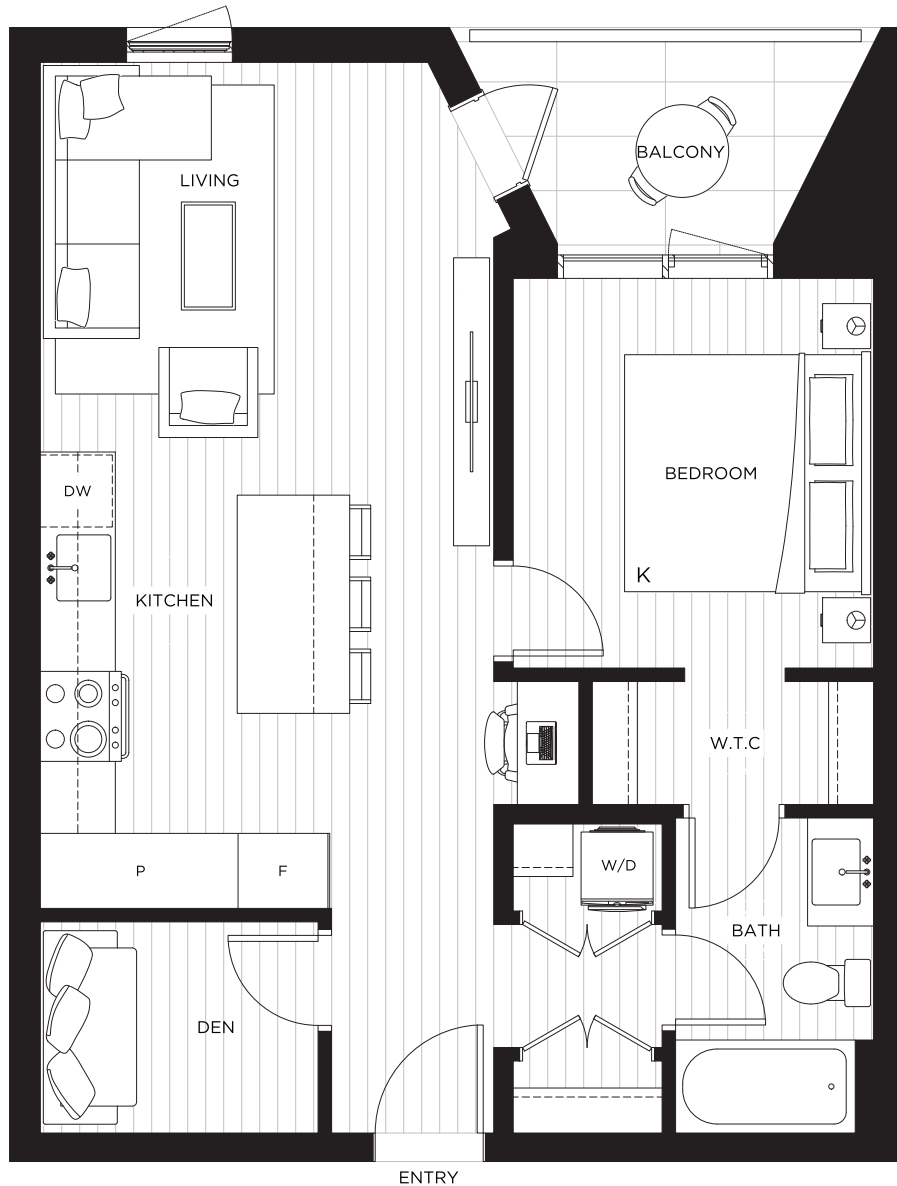 BALCONY
LIVING
BEDROOM
DW
K
KITCHEN
W.T.C
W/D
P
F
BATH
DEN
ENTRY